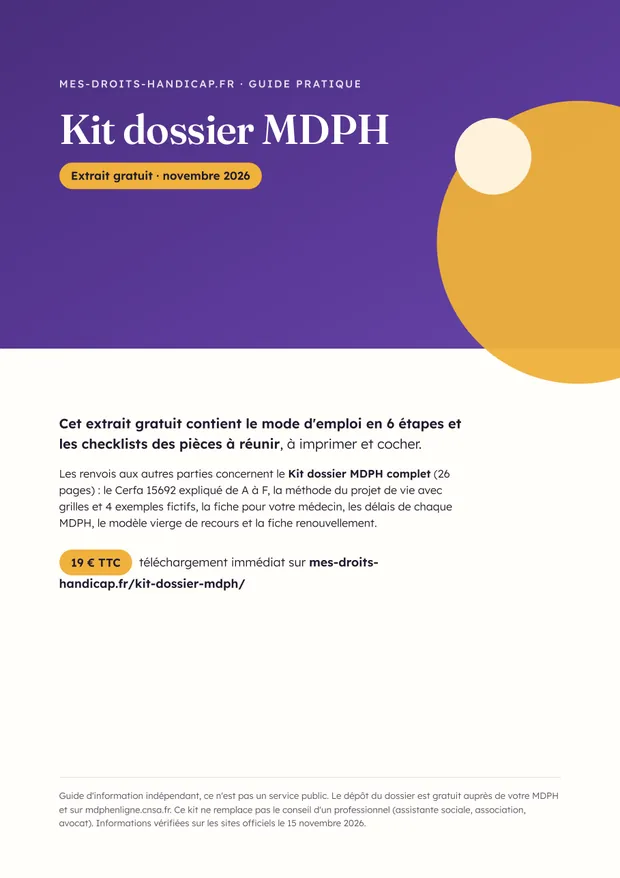 MES-DROITS-HANDICAP.FR · GUIDE PRATIQUE
Kit dossier MDPH
Extrait gratuit · novembre 2026
Cet extrait gratuit contient le mode d'emploi en 6 étapes et
les checklists des pièces à réunir, à imprimer et cocher.
Les renvois aux autres parties concernent le Kit dossier MDPH complet (26
pages) : le Cerfa 15692 expliqué de A à F, la méthode du projet de vie avec
grilles et 4 exemples fictifs, la fiche pour votre médecin, les délais de chaque
MDPH, le modèle vierge de recours et la fiche renouvellement.
19 € TTC téléchargement immédiat sur mes-droits-
handicap.fr/kit-dossier-mdph/
Guide d'information indépendant, ce n'est pas un service public. Le dépôt du dossier est gratuit auprès de votre MDPH
et sur mdphenligne.cnsa.fr. Ce kit ne remplace pas le conseil d'un professionnel (assistante sociale, association,
avocat). Informations vérifiées sur les sites officiels le 15 novembre 2026.